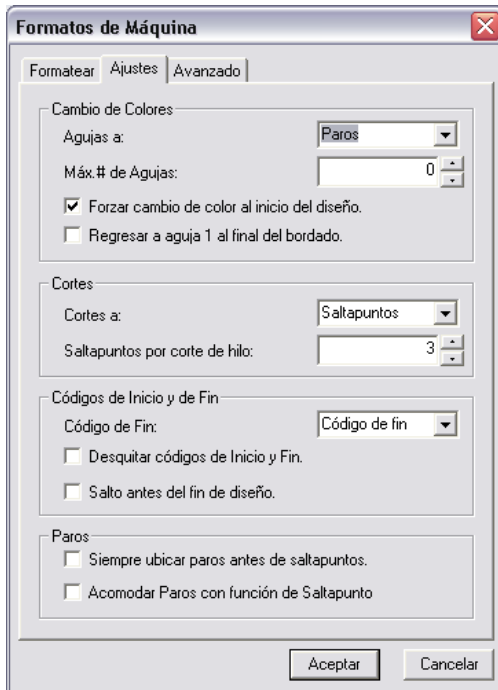 Formatos de Máquina
Formatear Ajustes Avanzado
Cambio de Colores
Agujas a: Paros
Máx.# de Agujas: 0
Forzar cambio de color al inicio del diseño.
Regresar a aguja 1 al final del bordado.
Cortes
Cortes a: Saltapuntos
Saltapuntos por corte de hilo: 3
Códigos de Inicio y de Fin
Código de Fin: Código de fin
Desquitar códigos de Inicio y Fin.
Salto antes del fin de diseño.
Paros
Siempre ubicar paros antes de saltapuntos.
Acomodar Paros con función de Saltapunto
Aceptar Cancelar